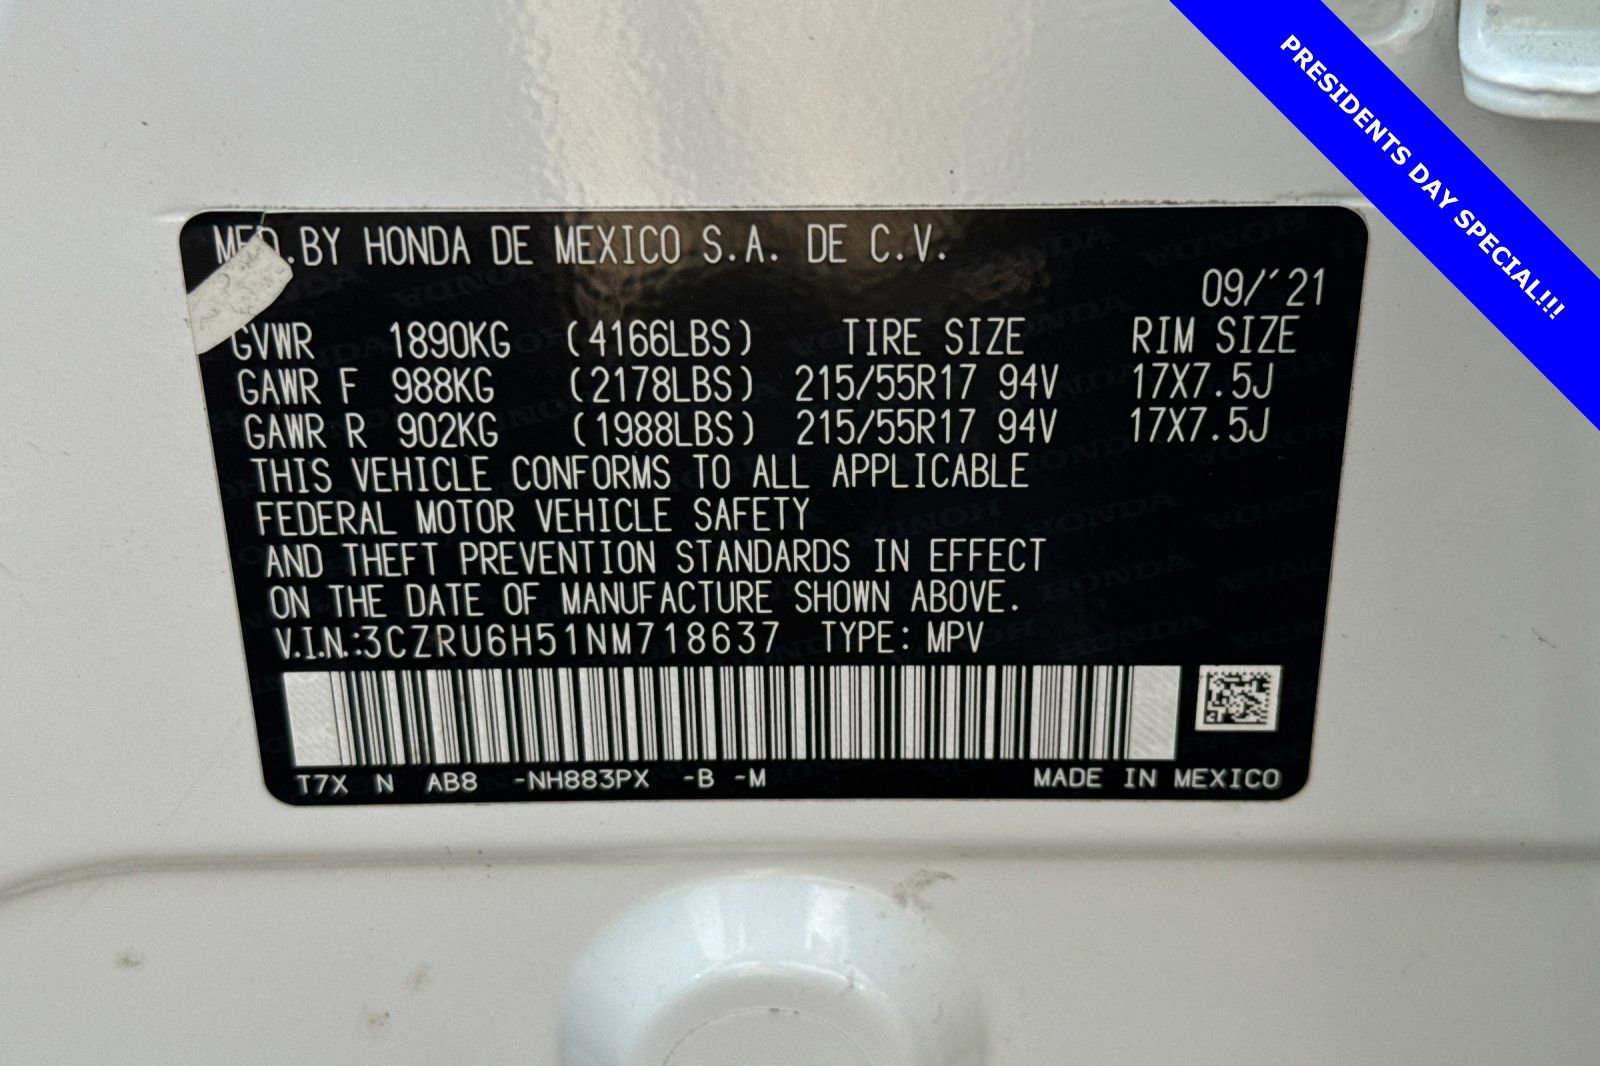 PRESIDENTS DAY SPECIAL!!!
MFD.BY HONDA DE MEXICO S.A. DE C.V.
09/'21
GVWR 1890KG (4166LBS) TIRE SIZE RIM SIZE
GAWR F 988KG (2178LBS) 215/55R17 94V 17X7.5J
GAWR R 902KG (1988LBS) 215/55R17 94V 17X7.5J
THIS VEHICLE CONFORMS TO ALL APPLICABLE
FEDERAL MOTOR VEHICLE SAFETY
AND THEFT PREVENTION STANDARDS IN EFFECT
ON THE DATE OF MANUFACTURE SHOWN ABOVE.
V.I.N.:3CZRU6H51NM718637 TYPE: MPV
T7X N AB8 -NH883PX -B -M MADE IN MEXICO